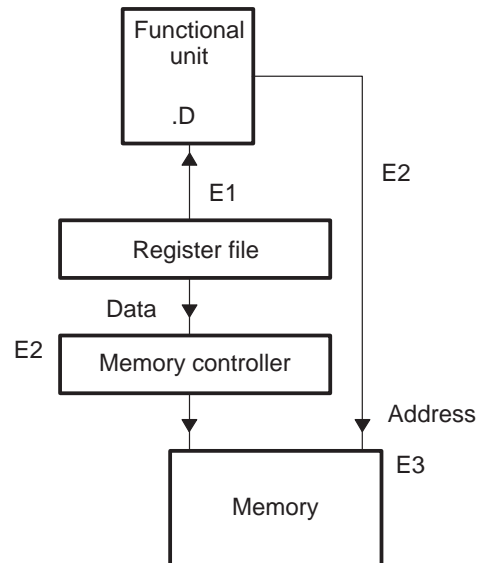 Functional
unit
.D
E2
E1
Register file
Data
E2
Memory controller
Address
E3
Memory